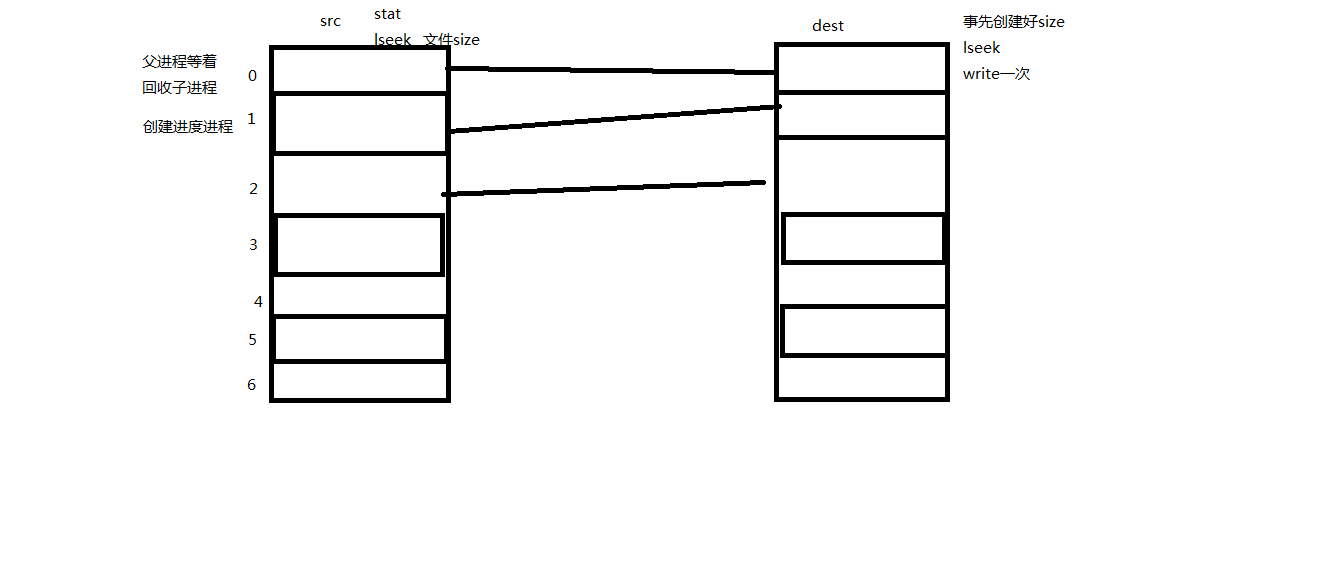 src
stat
lseek 文件size
父进程等着
回收子进程
创建进度进程
0
1
2
3
4
5
6
dest
事先创建好size
lseek
write一次